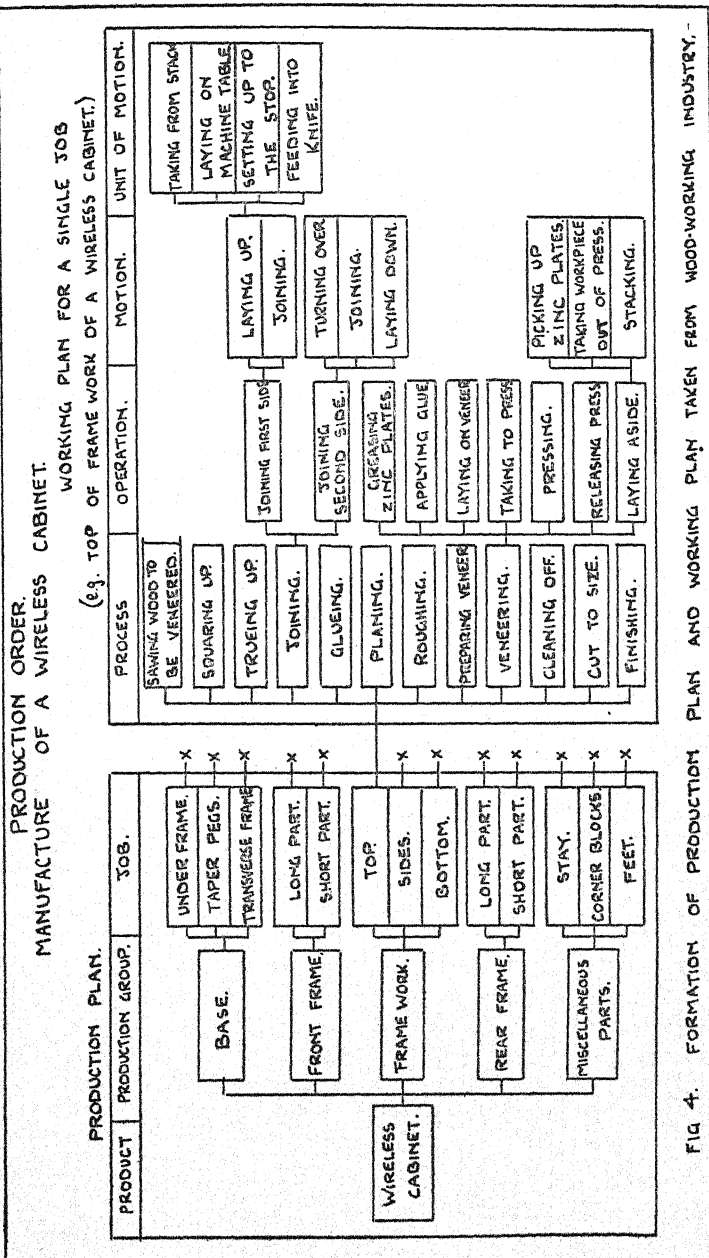 PRODUCTION ORDER.
MANUFACTURE OF A WIRELESS CABINET.
PRODUCTION PLAN.
WORKING PLAN FOR A SINGLE JOB
(e.g. TOP OF FRAME WORK OF A WIRELESS CABINET.)
PRODUCT
PRODUCTION GROUP.
JOB.
PROCESS
OPERATION.
MOTION.
UNIT OF MOTION.
WIRELESS
CABINET.
BASE.
FRONT FRAME.
FRAME WORK.
REAR FRAME.
MISCELLANEOUS
PARTS.
UNDER FRAME.
X
TAPER PEGS.
X
TRANSVERSE FRAME
X
LONG PART.
X
SHORT PART.
X
TOP.
SIDES.
X
BOTTOM.
X
LONG PART.
X
SHORT PART.
X
STAY.
X
CORNER BLOCKS.
X
FEET.
X
SAWING WOOD TO
BE VENEERED.
SQUARING UP.
TRUEING UP.
JOINING.
GLUEING.
PLANING.
ROUGHING.
PREPARING VENEER
VENEERING.
CLEANING OFF.
CUT TO SIZE.
FINISHING.
JOINING FIRST SIDE
JOINING
SECOND SIDE.
GREASING
ZINC PLATES.
APPLYING GLUE
LAYING ON VENEER
TAKING TO PRESS
PRESSING.
RELEASING PRESS
LAYING ASIDE.
LAYING UP.
JOINING.
TURNING OVER
JOINING.
LAYING DOWN.
PICKING UP
ZINC PLATES.
TAKING WORKPIECE
OUT OF PRESS.
STACKING.
TAKING FROM STACK
LAYING ON
MACHINE TABLE
SETTING UP TO
THE STOP.
FEEDING INTO
KNIFE.
FIG 4. FORMATION OF PRODUCTION PLAN AND WORKING PLAN TAKEN FROM WOOD-WORKING INDUSTRY.-